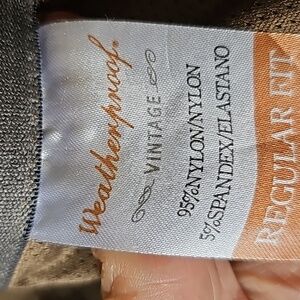 Weatherproof.
VINTAGE
95%NYLON/NYLON
5%SPANDEX/ELASTANO
REGULAR FIT